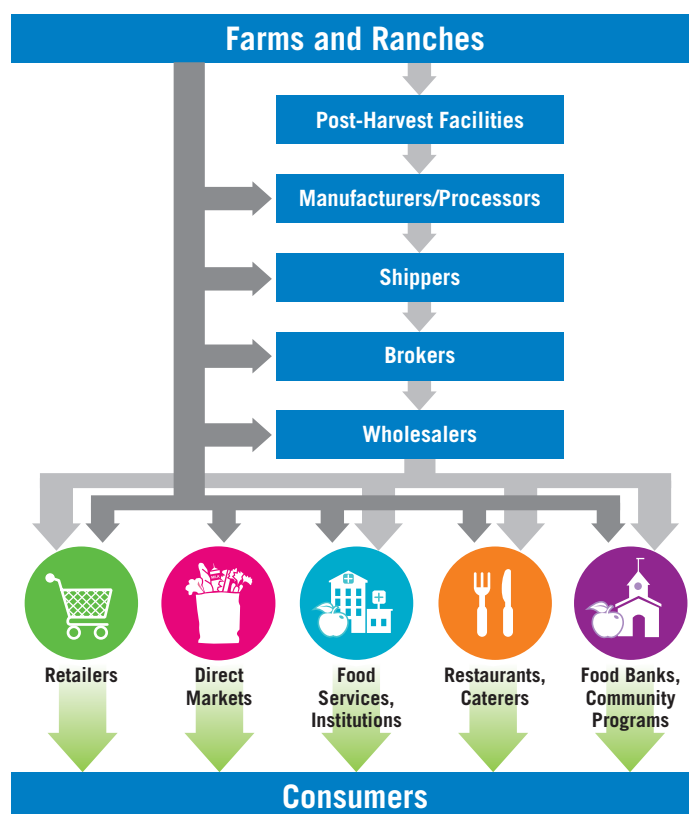 Farms and Ranches
Post-Harvest Facilities
Manufacturers/Processors
Shippers
Brokers
Wholesalers
Retailers
Direct
Markets
Food
Services,
Institutions
Restaurants,
Caterers
Food Banks,
Community
Programs
Consumers